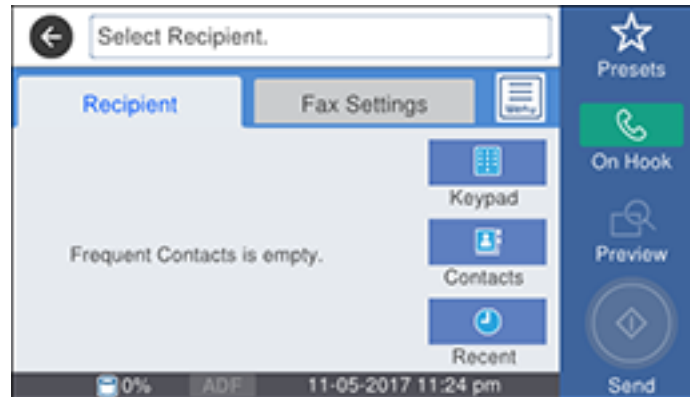 Select Recipient.
Presets
Recipient
Fax Settings
Menu
On Hook
Keypad
Frequent Contacts is empty.
Contacts
Preview
Recent
0% ADF 11-05-2017 11:24 pm
Send